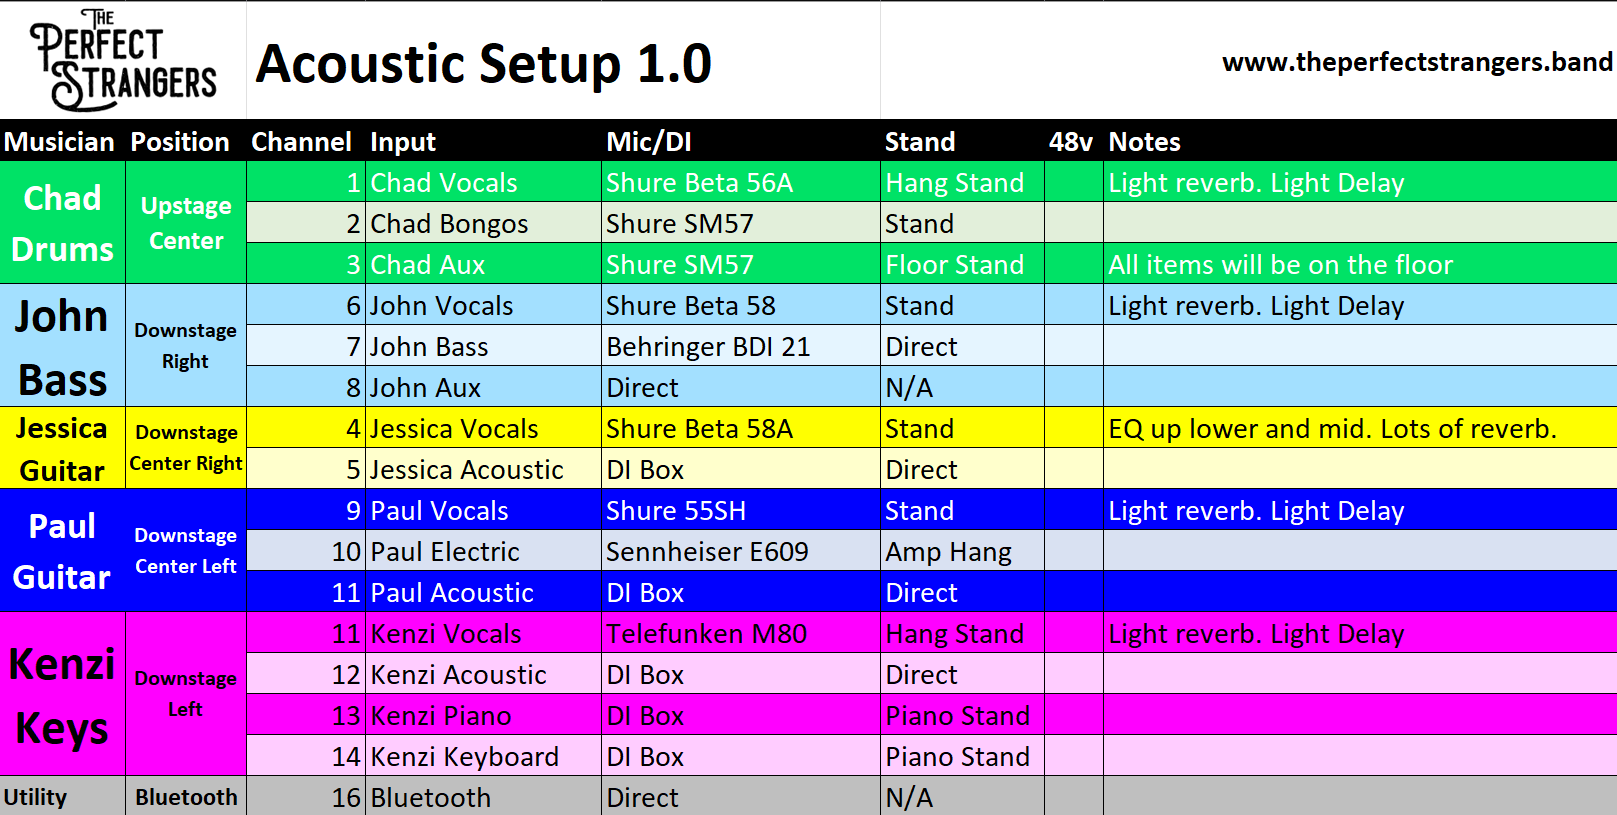 THE
PERFECT
STRANGERS
Acoustic Setup 1.0
www.theperfectstrangers.band
Musician Position Channel Input Mic/DI Stand 48v Notes
Chad
Drums
Upstage
Center
1 Chad Vocals Shure Beta 56A Hang Stand Light reverb. Light Delay
2 Chad Bongos Shure SM57 Stand
3 Chad Aux Shure SM57 Floor Stand All items will be on the floor
John
Bass
Downstage
Right
6 John Vocals Shure Beta 58 Stand Light reverb. Light Delay
7 John Bass Behringer BDI 21 Direct
8 John Aux Direct N/A
Jessica
Guitar
Downstage
Center Right
4 Jessica Vocals Shure Beta 58A Stand EQ up lower and mid. Lots of reverb.
5 Jessica Acoustic DI Box Direct
Paul
Guitar
Downstage
Center Left
9 Paul Vocals Shure 55SH Stand Light reverb. Light Delay
10 Paul Electric Sennheiser E609 Amp Hang
11 Paul Acoustic DI Box Direct
Kenzi
Keys
Downstage
Left
11 Kenzi Vocals Telefunken M80 Hang Stand Light reverb. Light Delay
12 Kenzi Acoustic DI Box Direct
13 Kenzi Piano DI Box Piano Stand
14 Kenzi Keyboard DI Box Piano Stand
Utility Bluetooth 16 Bluetooth Direct N/A